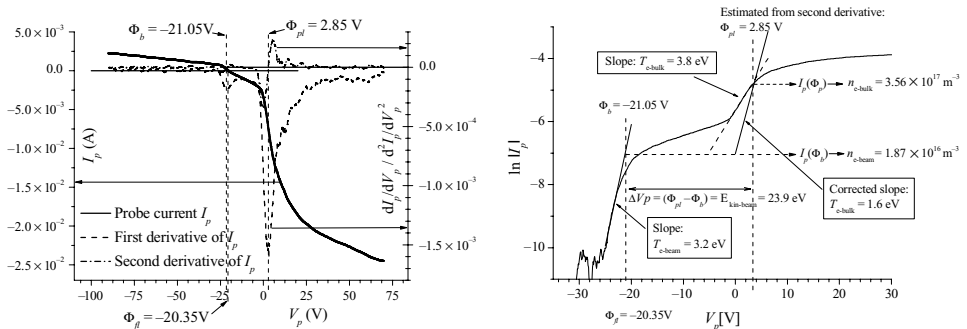 Φb = −21.05V
Φpl = 2.85 V
5.0×10⁻³
0.0
−5.0×10⁻³
−1.0×10⁻²
−1.5×10⁻²
−2.0×10⁻²
−2.5×10⁻²
Ip (A)
Probe current Ip
First derivative of Ip
Second derivative of Ip
0.0
−5.0×10⁻⁴
−1.0×10⁻³
−1.5×10⁻³
dIp/dVp / d²I/dVp²
−100 −75 −50 −25 0 25 50 75
Vp (V)
Φfl = −20.35V
Estimated from second derivative:
Φpl = 2.85 V
Slope: Te-bulk = 3.8 eV
Ip(Φp) ne-bulk = 3.56 × 10¹⁷ m⁻³
Φb = −21.05 V
Ip(Φb) ne-beam = 1.87 × 10¹⁶ m⁻³
ΔVp = (Φpl −Φb) = Ekin-beam = 23.9 eV
Corrected slope:
Te-bulk = 1.6 eV
Slope:
Te-beam = 3.2 eV
−4
−6
−8
−10
ln |Ip|
−30 −20 −10 0 10 20 30
Vp[V]
Φfl = −20.35V